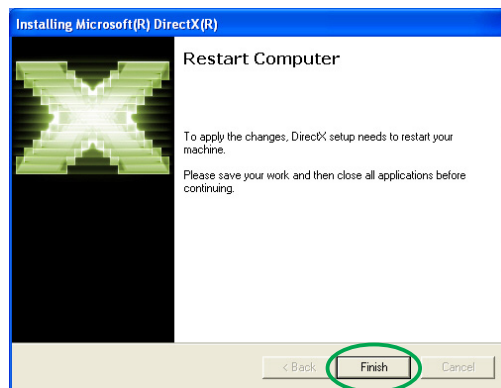 Installing Microsoft(R) DirectX(R)
Restart Computer
To apply the changes, DirectX setup needs to restart your
machine.
Please save your work and then close all applications before
continuing.
< Back Finish Cancel